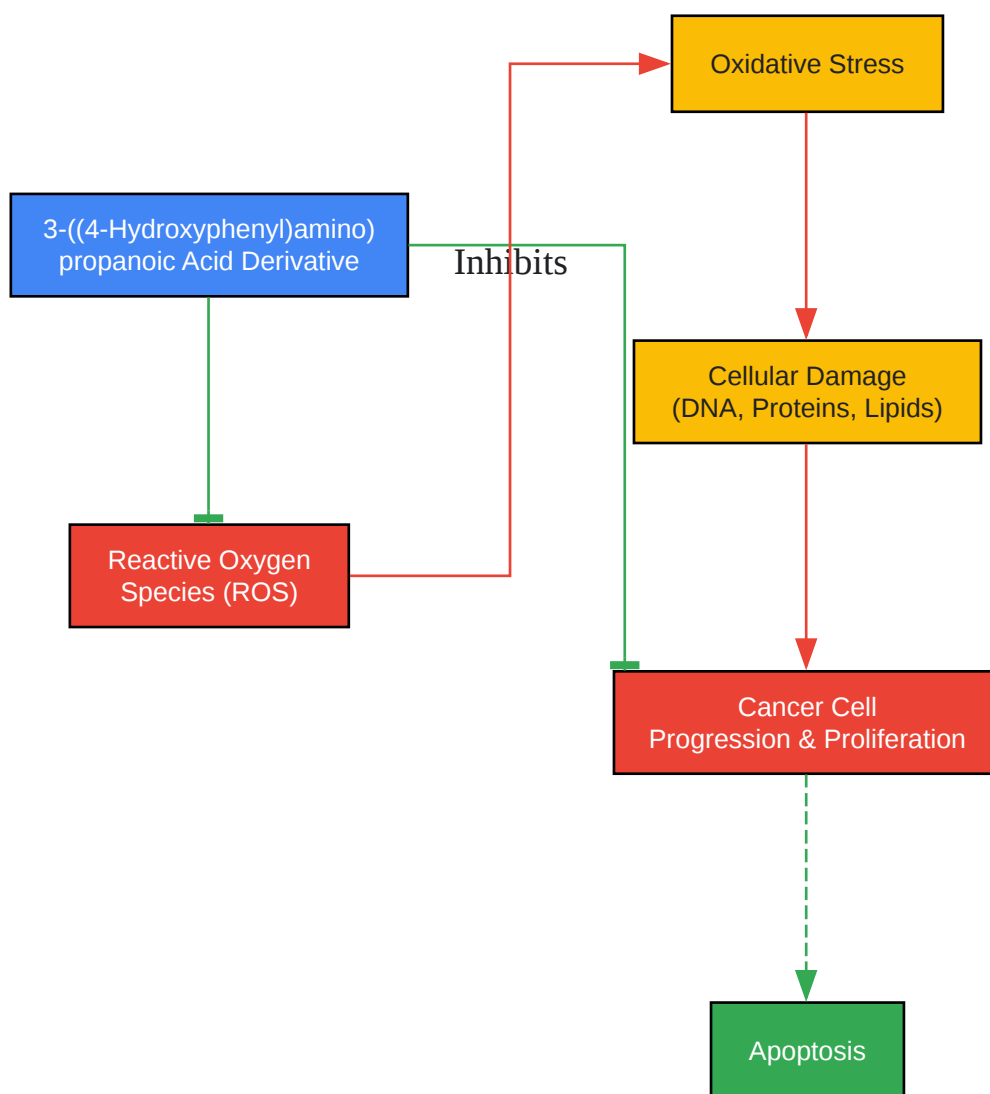 Oxidative Stress
3-((4-Hydroxyphenyl)amino)
propanoic Acid Derivative
Inhibits
Cellular Damage
(DNA, Proteins, Lipids)
Reactive Oxygen
Species (ROS)
Cancer Cell
Progression & Proliferation
Apoptosis